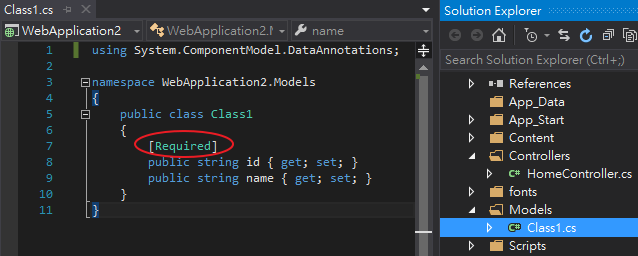 Class1.cs
WebApplication2
WebApplication2.M
1 using System.ComponentModel.DataAnnotations;
2
3 namespace WebApplication2.Models
4 {
5 public class Class1
6 {
7 [Required]
8 public string id { get; set; }
9 public string name { get; set; }
10 }
11 }
Solution Explorer
Search Solution Explorer (Ctrl+;)
References
App_Data
App_Start
Content
Controllers
C# HomeController.cs
fonts
Models
C# Class1.cs
Scripts